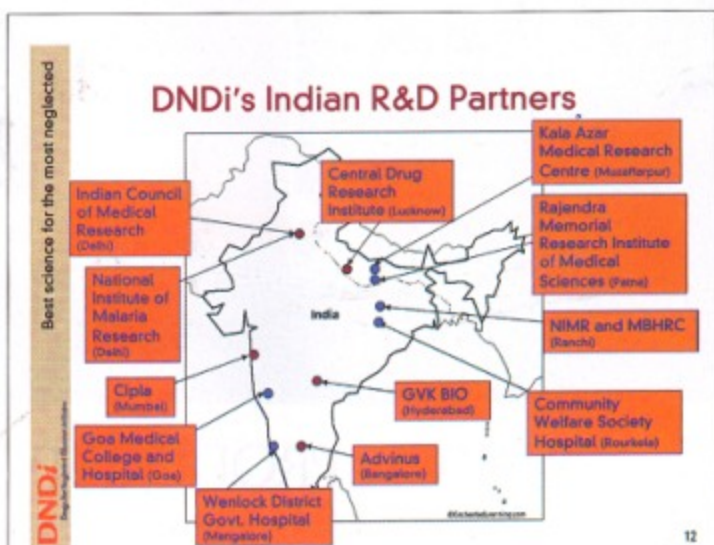 DNDi's Indian R&D Partners
Best science for the most neglected
Kala Azar
Medical Research
Centre (Muzaffarpur)
Central Drug
Research
Institute (Lucknow)
Indian Council
of Medical
Research
(Delhi)
Rajendra
Memorial
Research Institute
of Medical
Sciences (Patna)
National
Institute of
Malaria
Research
(Delhi)
India
NIMR and MBHRC
(Ranchi)
Cipla
(Mumbai)
GVK BIO
(Hyderabad)
Community
Welfare Society
Hospital (Rourkela)
Goa Medical
College and
Hospital (Goa)
Advinus
(Bangalore)
Wenlock District
Govt. Hospital
(Mangalore)
©EnchantedLearning.com
DNDi
12